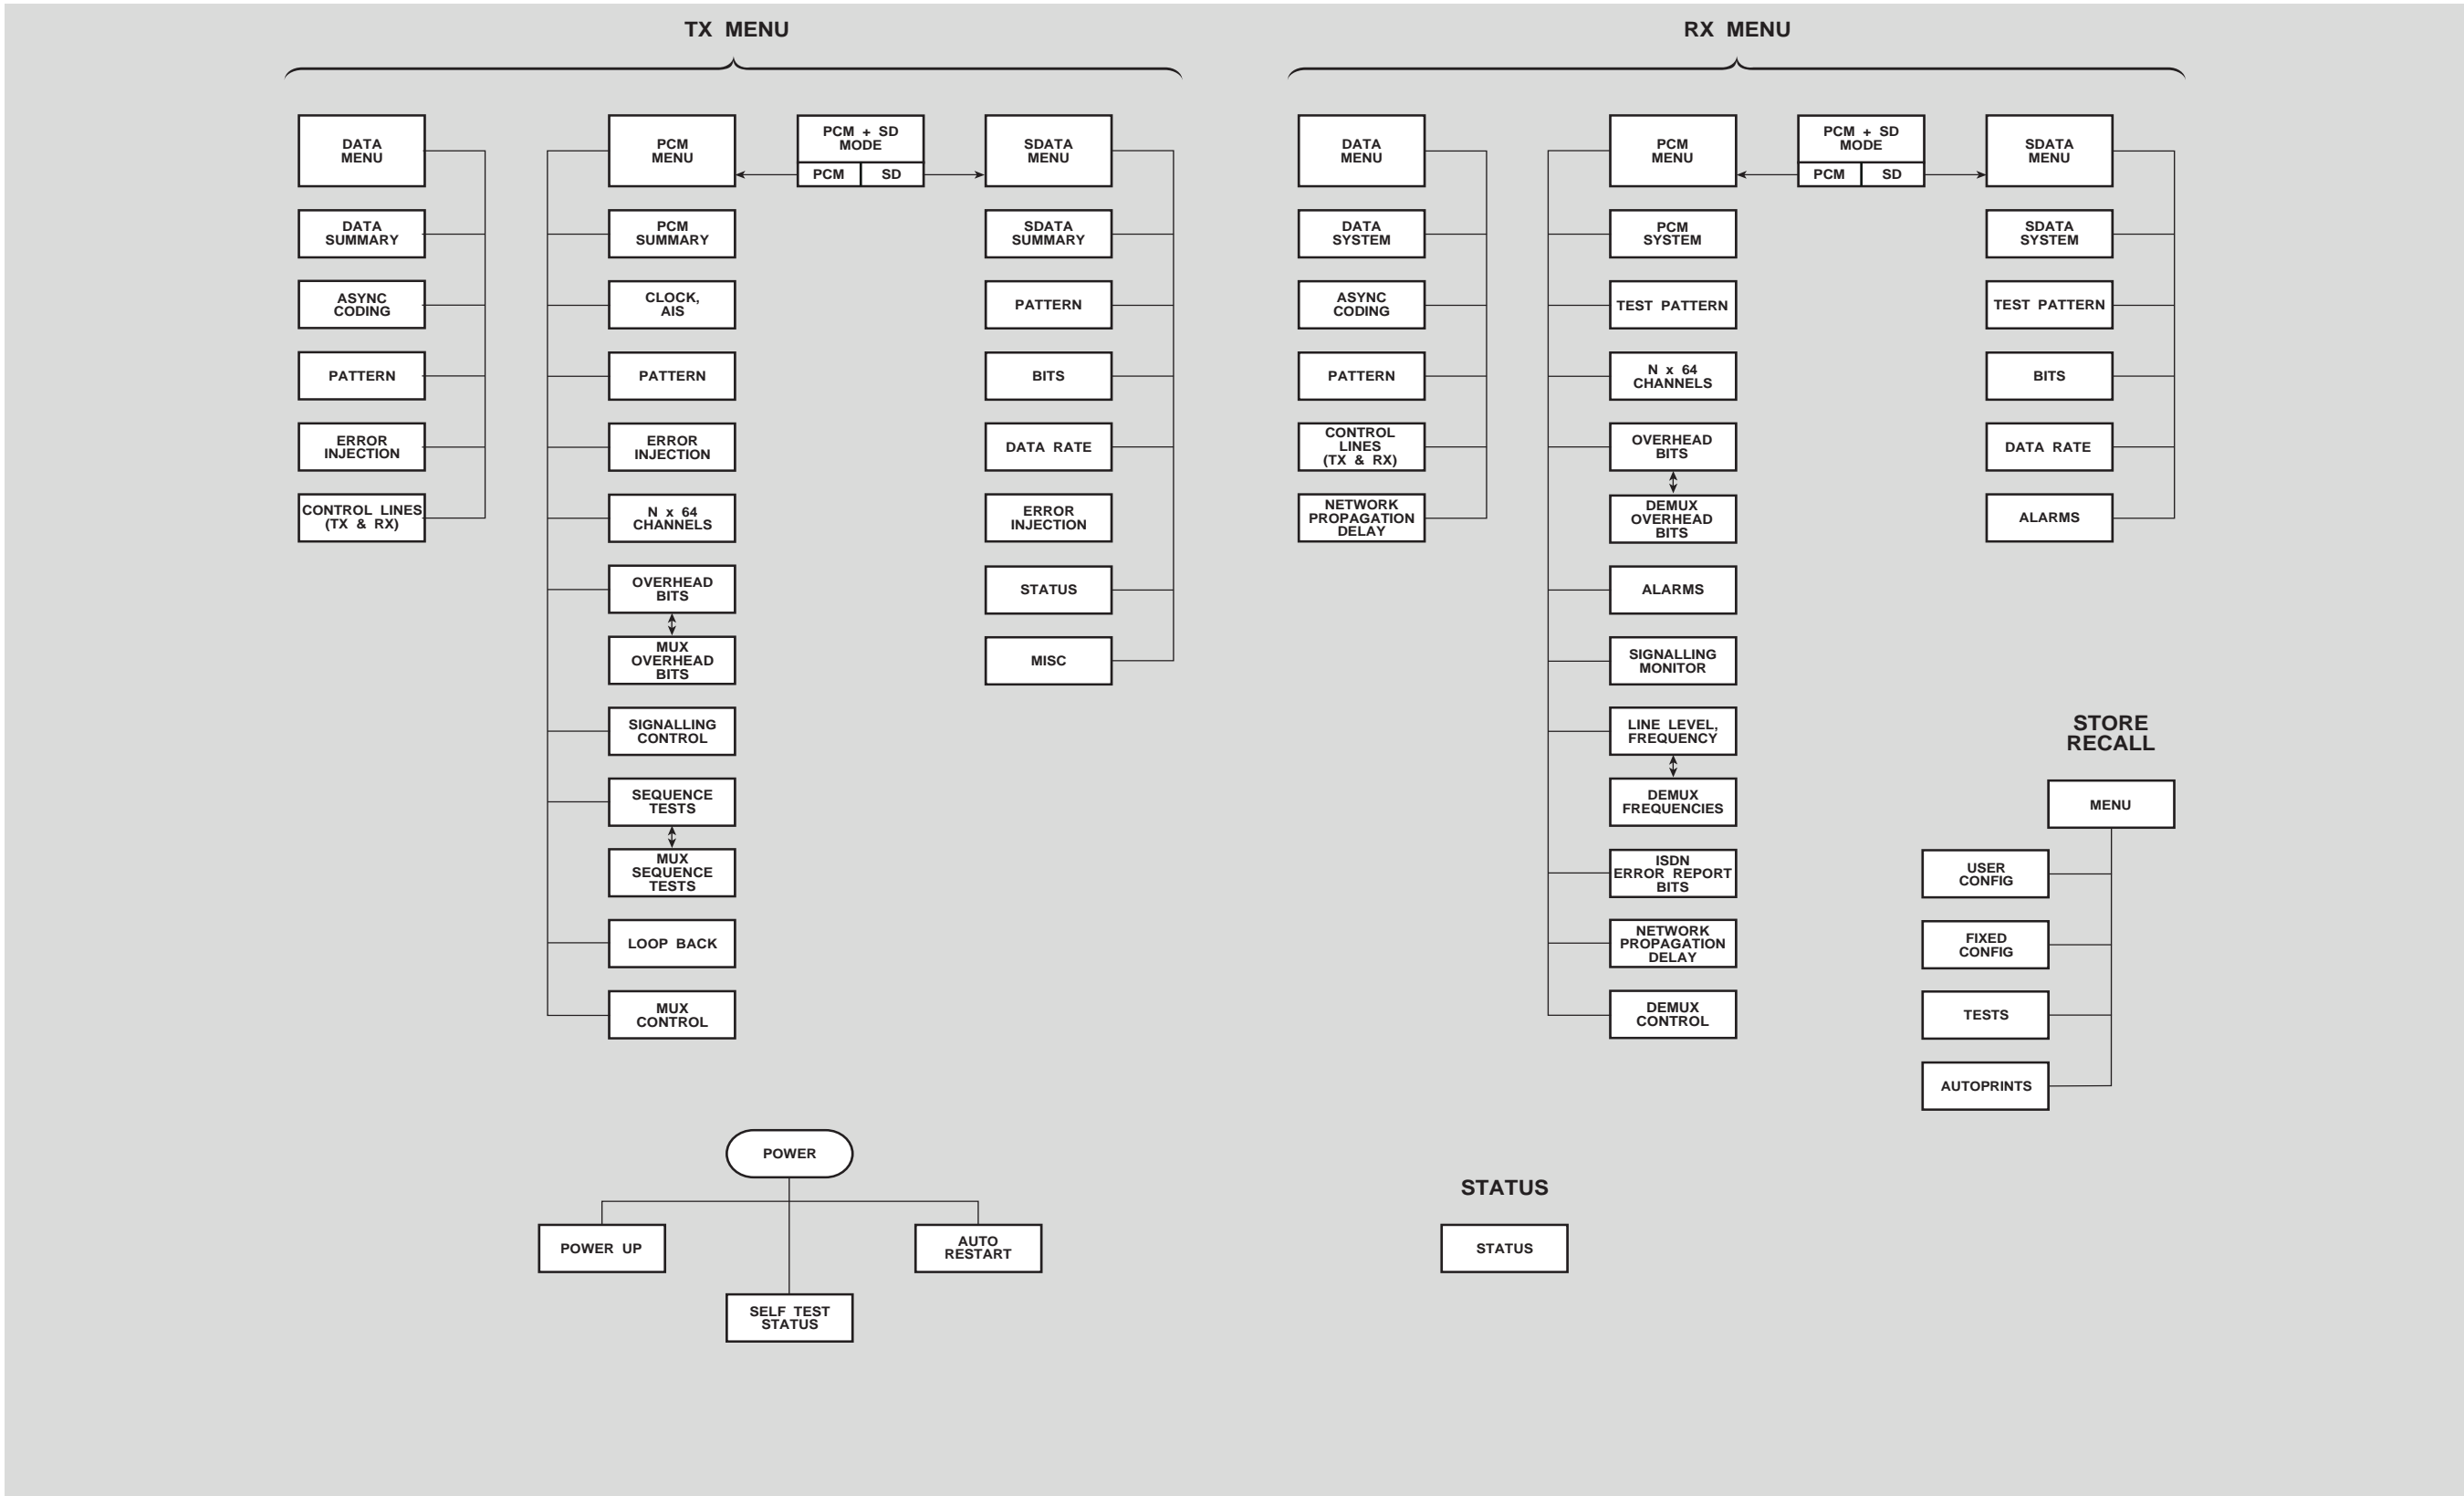 TX MENU
DATA
MENU
DATA
SUMMARY
ASYNC
CODING
PATTERN
ERROR
INJECTION
CONTROL LINES
(TX & RX)
PCM
MENU
PCM
SUMMARY
CLOCK,
AIS
PATTERN
ERROR
INJECTION
N x 64
CHANNELS
OVERHEAD
BITS
MUX
OVERHEAD
BITS
SIGNALLING
CONTROL
SEQUENCE
TESTS
MUX
SEQUENCE
TESTS
LOOP BACK
MUX
CONTROL
PCM + SD
MODE
PCM SD
SDATA
MENU
SDATA
SUMMARY
PATTERN
BITS
DATA RATE
ERROR
INJECTION
STATUS
MISC
RX MENU
DATA
MENU
DATA
SYSTEM
ASYNC
CODING
PATTERN
CONTROL
LINES
(TX & RX)
NETWORK
PROPAGATION
DELAY
PCM
MENU
PCM
SYSTEM
TEST PATTERN
N x 64
CHANNELS
OVERHEAD
BITS
DEMUX
OVERHEAD
BITS
ALARMS
SIGNALLING
MONITOR
LINE LEVEL,
FREQUENCY
DEMUX
FREQUENCIES
ISDN
ERROR REPORT
BITS
NETWORK
PROPAGATION
DELAY
DEMUX
CONTROL
PCM + SD
MODE
PCM SD
SDATA
MENU
SDATA
SYSTEM
TEST PATTERN
BITS
DATA RATE
ALARMS
STORE
RECALL
MENU
USER
CONFIG
FIXED
CONFIG
TESTS
AUTOPRINTS
POWER
POWER UP
AUTO
RESTART
SELF TEST
STATUS
STATUS
STATUS